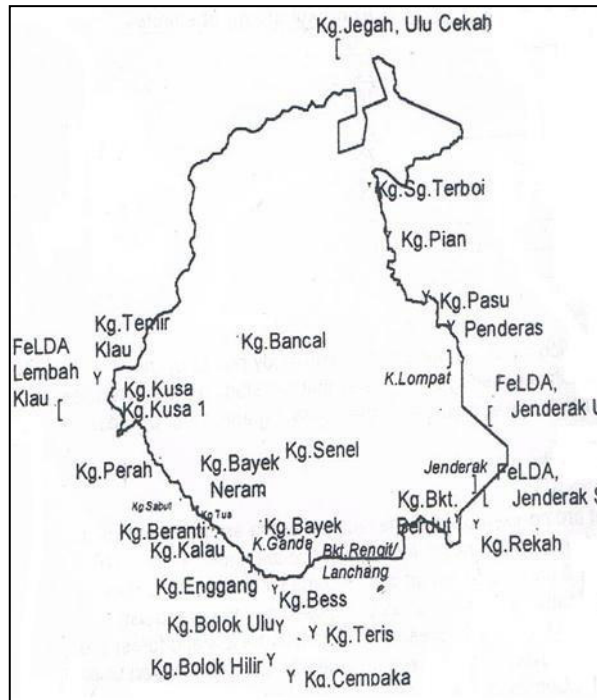 Kg.Jegah, Ulu Cekah
Kg.Sg.Terboi
Kg.Pian
Kg.Pasu
Penderas
Kg.Temir
Klau
Kg.Bancal
FeLDA
Lembah
Klau
K.Lompat
Kg.Kusa
Kg.Kusa 1
FeLDA,
Jenderak U
Kg.Senel
Kg.Perah
Kg.Bayek
Neram
Jenderak
FeLDA,
Jenderak S
Kg.Sabut
Kg.Tua
Kg.Bkt.
Berdut
Kg.Beranti
Kg.Bayek
Kg.Rekah
Kg.Kalau
K.Ganda
Bkt.Rengit/
Lanchang
Kg.Enggang
Kg.Bess
Kg.Bolok Ulu
Kg.Teris
Kg.Bolok Hilir
Kg.Cempaka